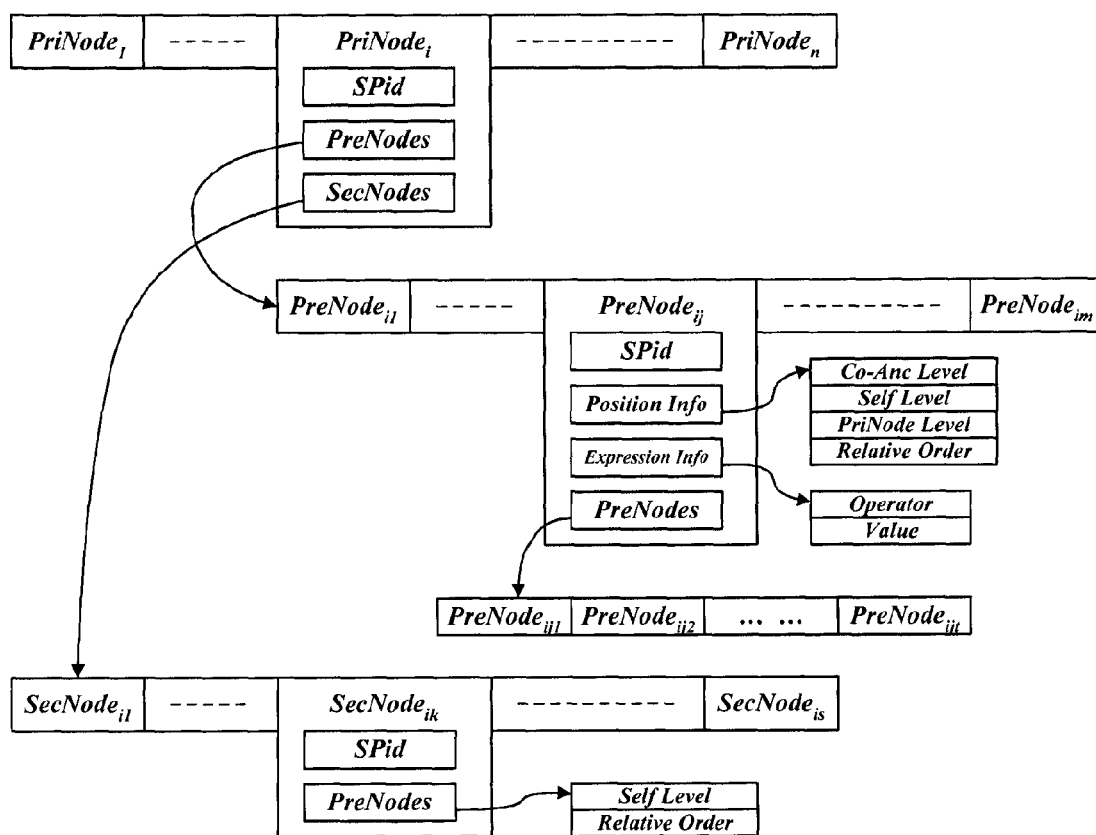 PriNode1 ----- PriNodei ---------- PriNoden
SPid
PreNodes
SecNodes
PreNodei1 ----- PreNodeij ---------- PreNodeim
SPid
Position Info
Expression Info
PreNodes
Co-Anc Level
Self Level
PriNode Level
Relative Order
Operator
Value
PreNodeij1 PreNodeij2 ... ... PreNodeijt
SecNodei1 ----- SecNodeik ---------- SecNodeis
SPid
PreNodes
Self Level
Relative Order